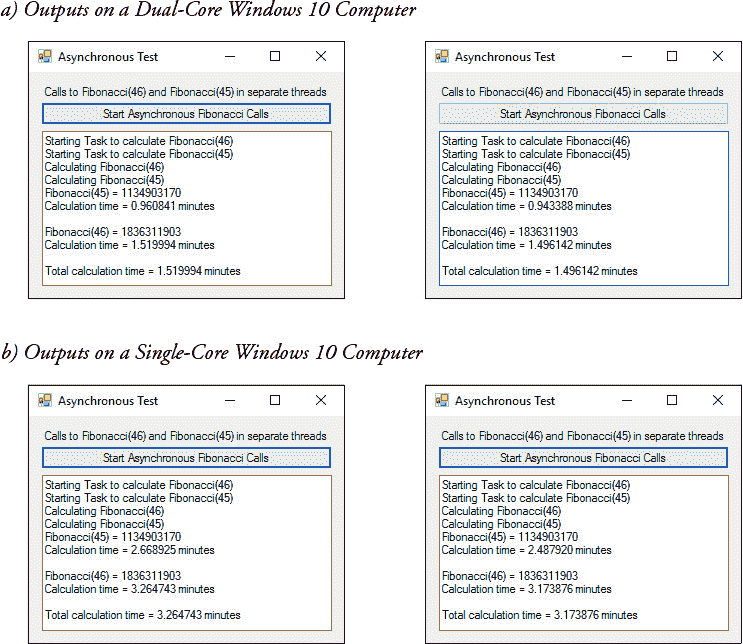 a) Outputs on a Dual-Core Windows 10 Computer
Asynchronous Test
Calls to Fibonacci(46) and Fibonacci(45) in separate threads
Start Asynchronous Fibonacci Calls
Starting Task to calculate Fibonacci(46)
Starting Task to calculate Fibonacci(45)
Calculating Fibonacci(46)
Calculating Fibonacci(45)
Fibonacci(45) = 1134903170
Calculation time = 0.960841 minutes
Fibonacci(46) = 1836311903
Calculation time = 1.519994 minutes
Total calculation time = 1.519994 minutes
Asynchronous Test
Calls to Fibonacci(46) and Fibonacci(45) in separate threads
Start Asynchronous Fibonacci Calls
Starting Task to calculate Fibonacci(46)
Starting Task to calculate Fibonacci(45)
Calculating Fibonacci(46)
Calculating Fibonacci(45)
Fibonacci(45) = 1134903170
Calculation time = 0.943388 minutes
Fibonacci(46) = 1836311903
Calculation time = 1.496142 minutes
Total calculation time = 1.496142 minutes
b) Outputs on a Single-Core Windows 10 Computer
Asynchronous Test
Calls to Fibonacci(46) and Fibonacci(45) in separate threads
Start Asynchronous Fibonacci Calls
Starting Task to calculate Fibonacci(46)
Starting Task to calculate Fibonacci(45)
Calculating Fibonacci(46)
Calculating Fibonacci(45)
Fibonacci(45) = 1134903170
Calculation time = 2.668925 minutes
Fibonacci(46) = 1836311903
Calculation time = 3.264743 minutes
Total calculation time = 3.264743 minutes
Asynchronous Test
Calls to Fibonacci(46) and Fibonacci(45) in separate threads
Start Asynchronous Fibonacci Calls
Starting Task to calculate Fibonacci(46)
Starting Task to calculate Fibonacci(45)
Calculating Fibonacci(46)
Calculating Fibonacci(45)
Fibonacci(45) = 1134903170
Calculation time = 2.487920 minutes
Fibonacci(46) = 1836311903
Calculation time = 3.173876 minutes
Total calculation time = 3.173876 minutes